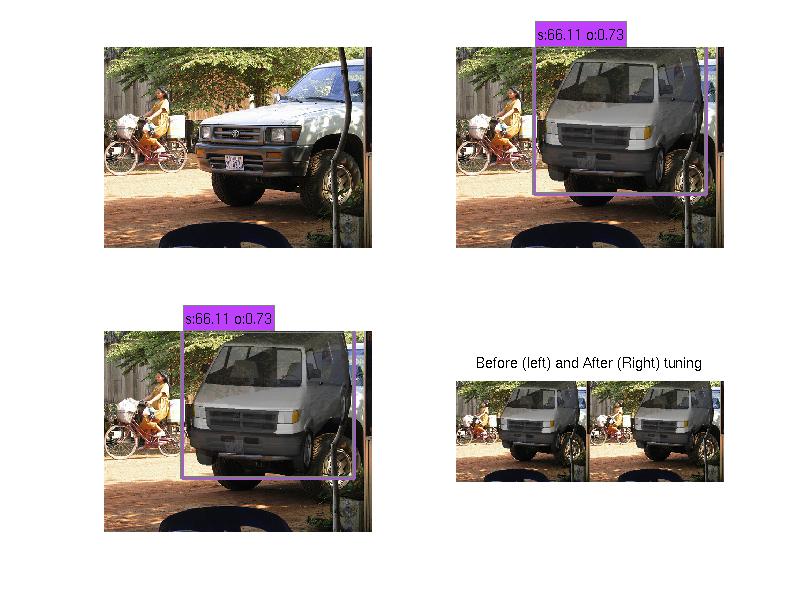 s:66.11 o:0.73
s:66.11 o:0.73
Before (left) and After (Right) tuning